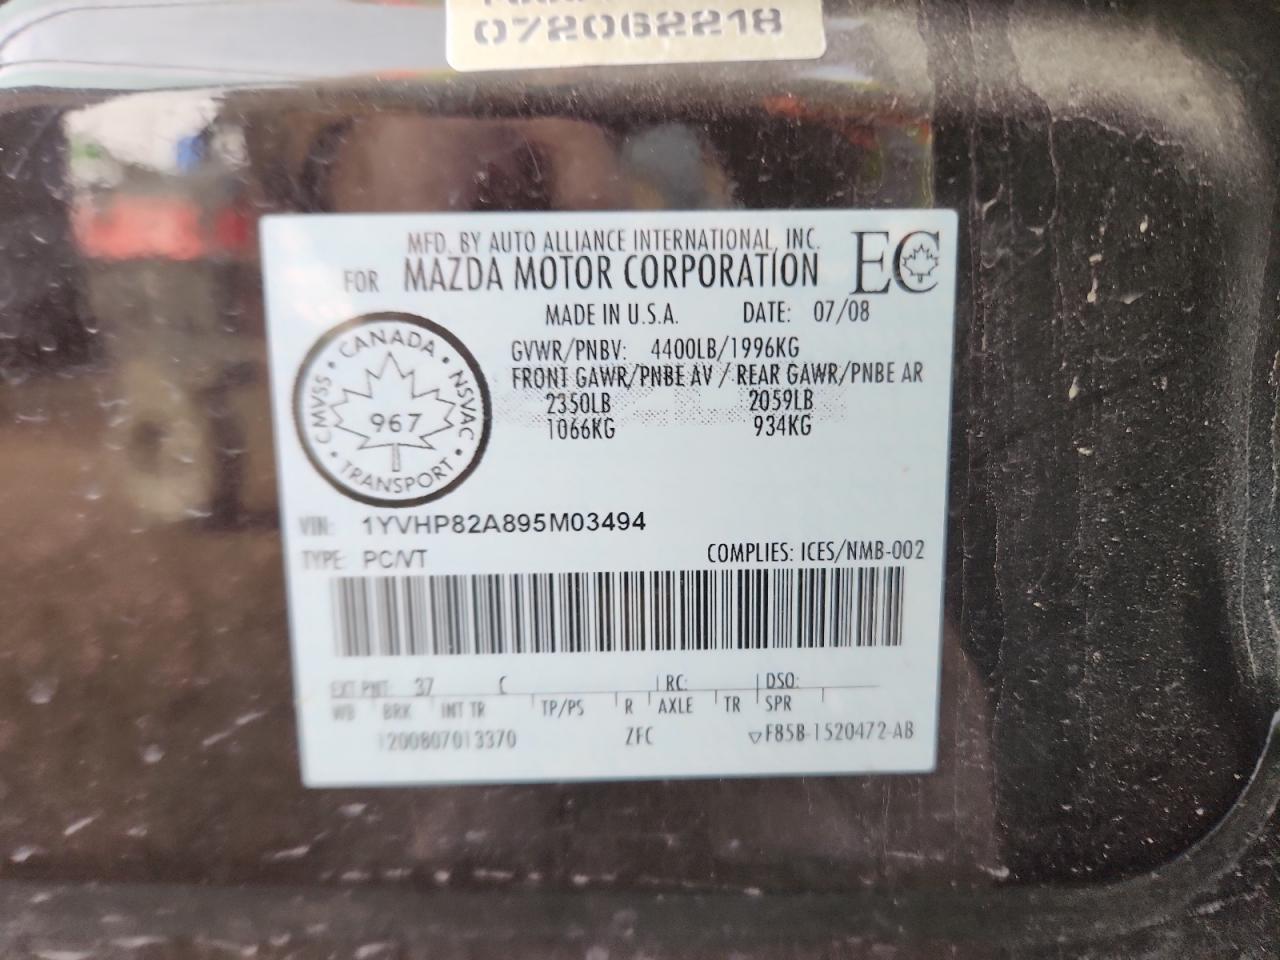 072062218
MFD. BY AUTO ALLIANCE INTERNATIONAL, INC.
FOR MAZDA MOTOR CORPORATION
EC
MADE IN U.S.A. DATE: 07/08
GVWR/PNBV: 4400LB/1996KG
FRONT GAWR/PNBE AV / REAR GAWR/PNBE AR
2350LB 2059LB
1066KG 934KG
CANADA
CMVSS • NSVAC
967
TRANSPORT
VIN: 1YVHP82A895M03494
TYPE: PC/VT COMPLIES: ICES/NMB-002
EXT PNT: 37 C RC: DSO:
WB BRK INT TR TP/PS R AXLE TR SPR
1200807013370 ZFC ▽F85B-1520472-AB